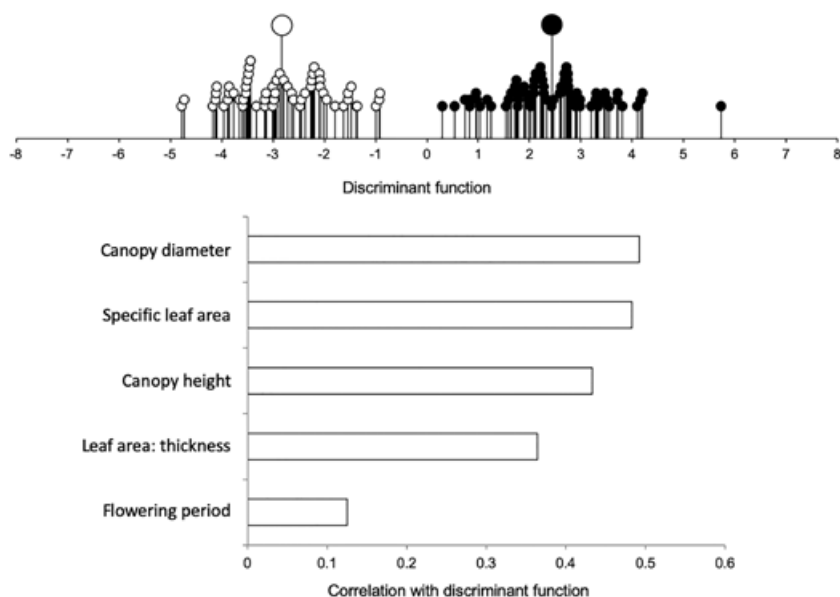 -8 -7 -6 -5 -4 -3 -2 -1 0 1 2 3 4 5 6 7 8
Discriminant function
Canopy diameter
Specific leaf area
Canopy height
Leaf area: thickness
Flowering period
0 0.1 0.2 0.3 0.4 0.5 0.6
Correlation with discriminant function